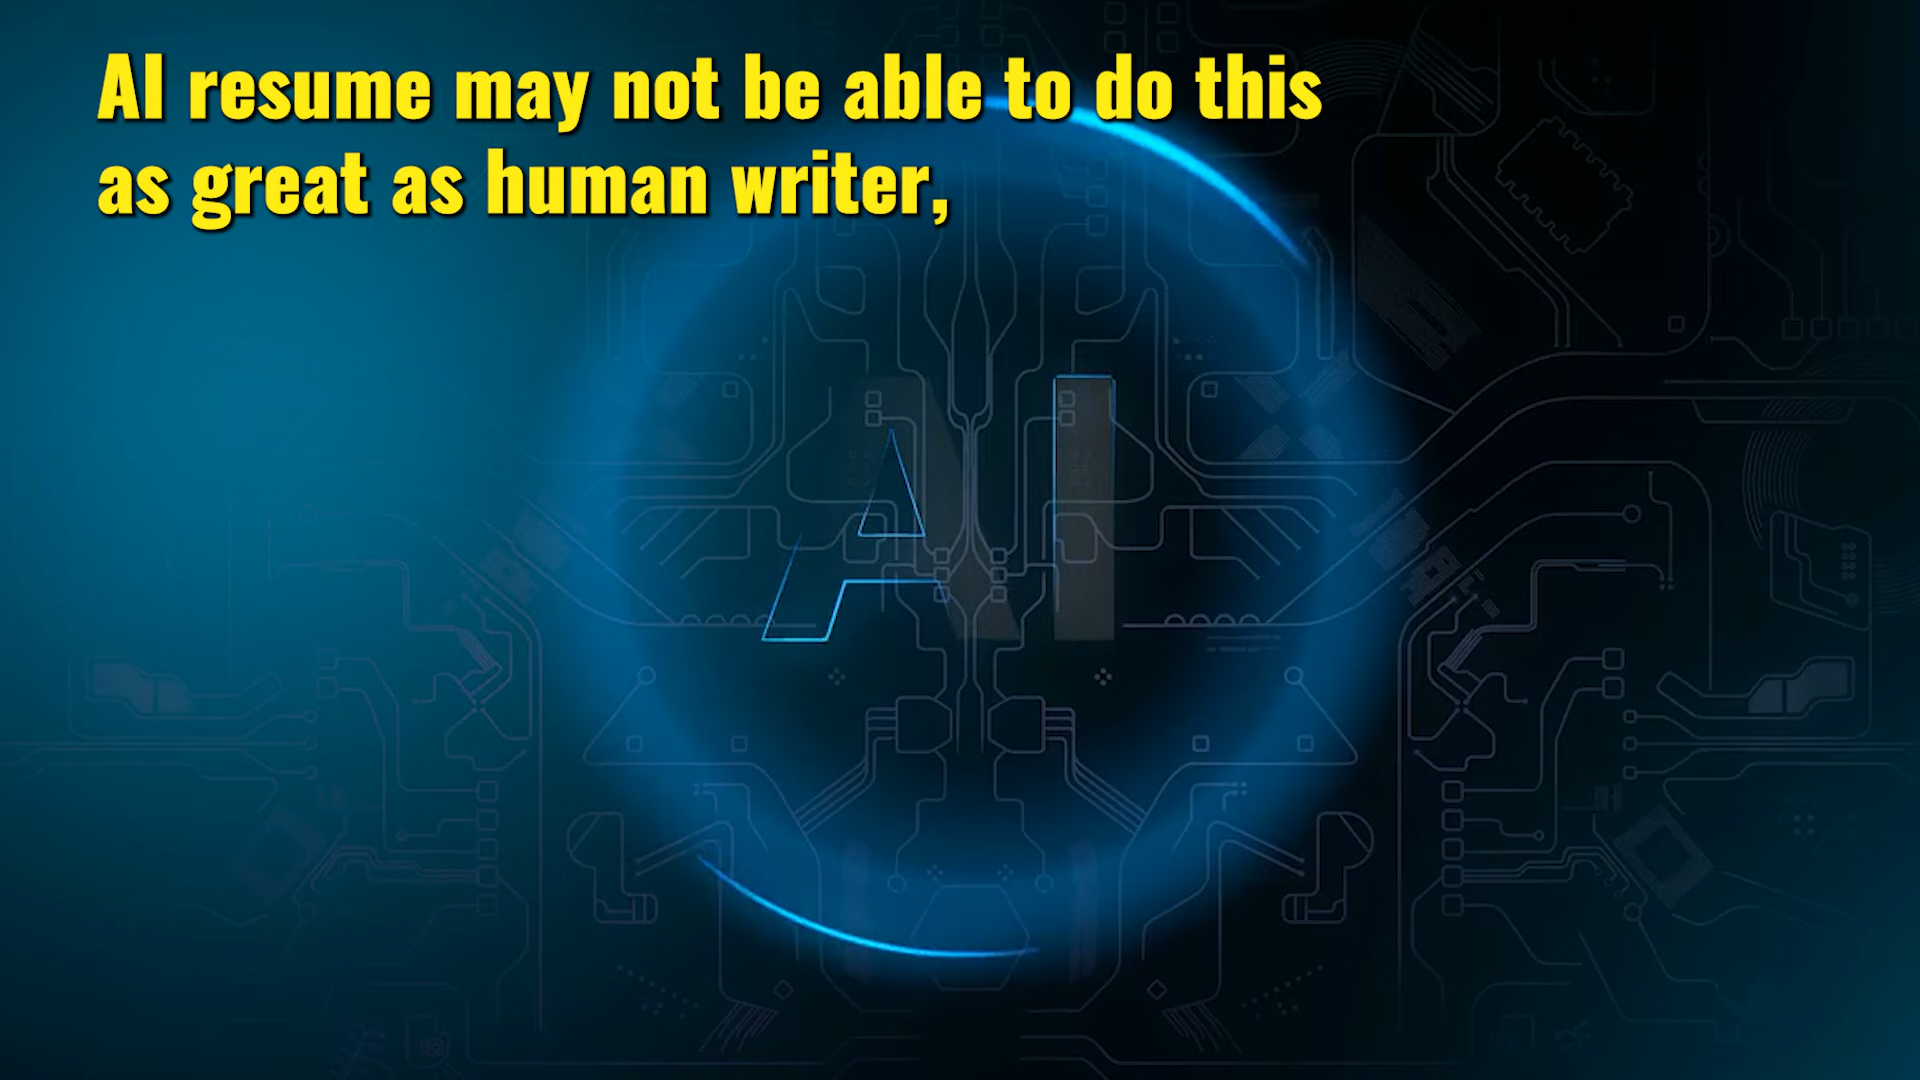 AI resume may not be able to do this
as great as human writer,
AI